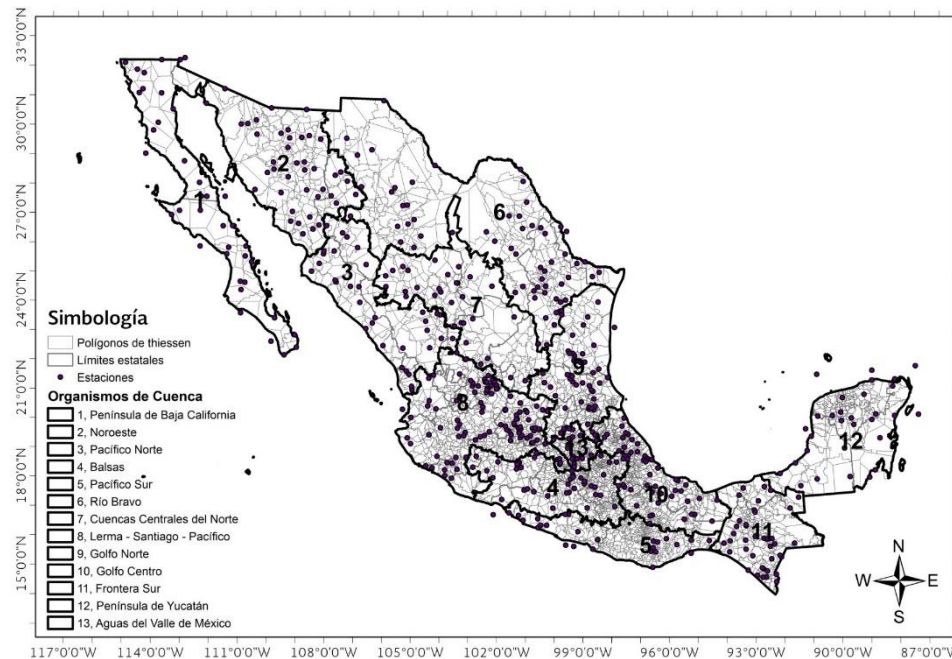 33°0'0"N
30°0'0"N
27°0'0"N
24°0'0"N
21°0'0"N
18°0'0"N
15°0'0"N
1
2
3
6
7
8
9
13
4
10
5
11
12
Simbología
Polígonos de thiessen
Límites estatales
Estaciones
Organismos de Cuenca
1, Península de Baja California
2, Noroeste
3, Pacífico Norte
4, Balsas
5, Pacífico Sur
6, Río Bravo
7, Cuencas Centrales del Norte
8, Lerma - Santiago - Pacífico
9, Golfo Norte
10, Golfo Centro
11, Frontera Sur
12, Península de Yucatán
13, Aguas del Valle de México
N
W E
S
117°0'0"W 114°0'0"W 111°0'0"W 108°0'0"W 105°0'0"W 102°0'0"W 99°0'0"W 96°0'0"W 93°0'0"W 90°0'0"W 87°0'0"W